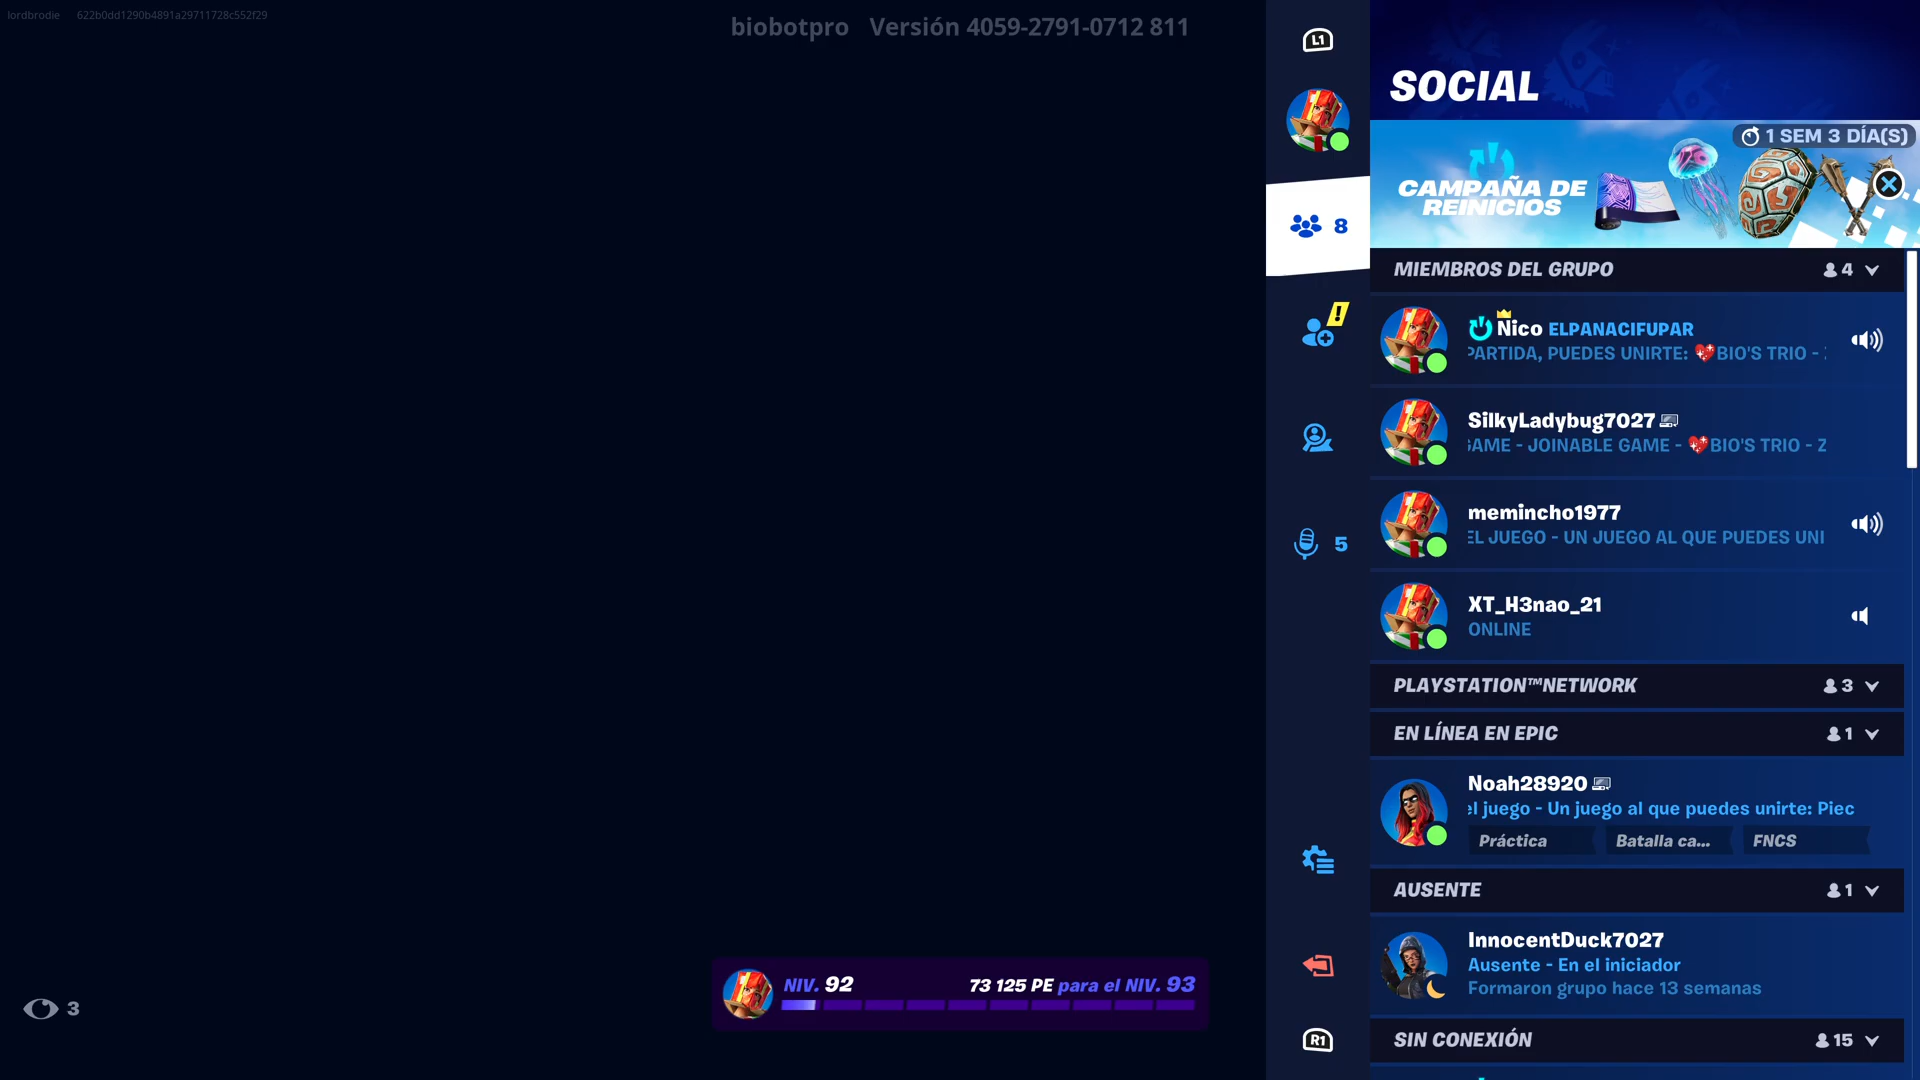 lordbrodie 622b0dd1290b4891a29711728c552f29
biobotpro Versión 4059-2791-0712 811
L1
SOCIAL
1 SEM 3 DÍA(S)
CAMPAÑA DE
REINICIOS
8
MIEMBROS DEL GRUPO 4
Nico ELPANACIFUPAR
PARTIDA, PUEDES UNIRTE: 💖BIO'S TRIO -
SilkyLadybug7027
GAME - JOINABLE GAME - 💖BIO'S TRIO - Z
memincho1977
EL JUEGO - UN JUEGO AL QUE PUEDES UNI
5
XT_H3nao_21
ONLINE
PLAYSTATION™NETWORK 3
EN LÍNEA EN EPIC 1
Noah28920
el juego - Un juego al que puedes unirte: Piec
Práctica Batalla ca... FNCS
AUSENTE 1
InnocentDuck7027
Ausente - En el iniciador
Formaron grupo hace 13 semanas
NIV. 92 73 125 PE para el NIV. 93
3
R1
SIN CONEXIÓN 15